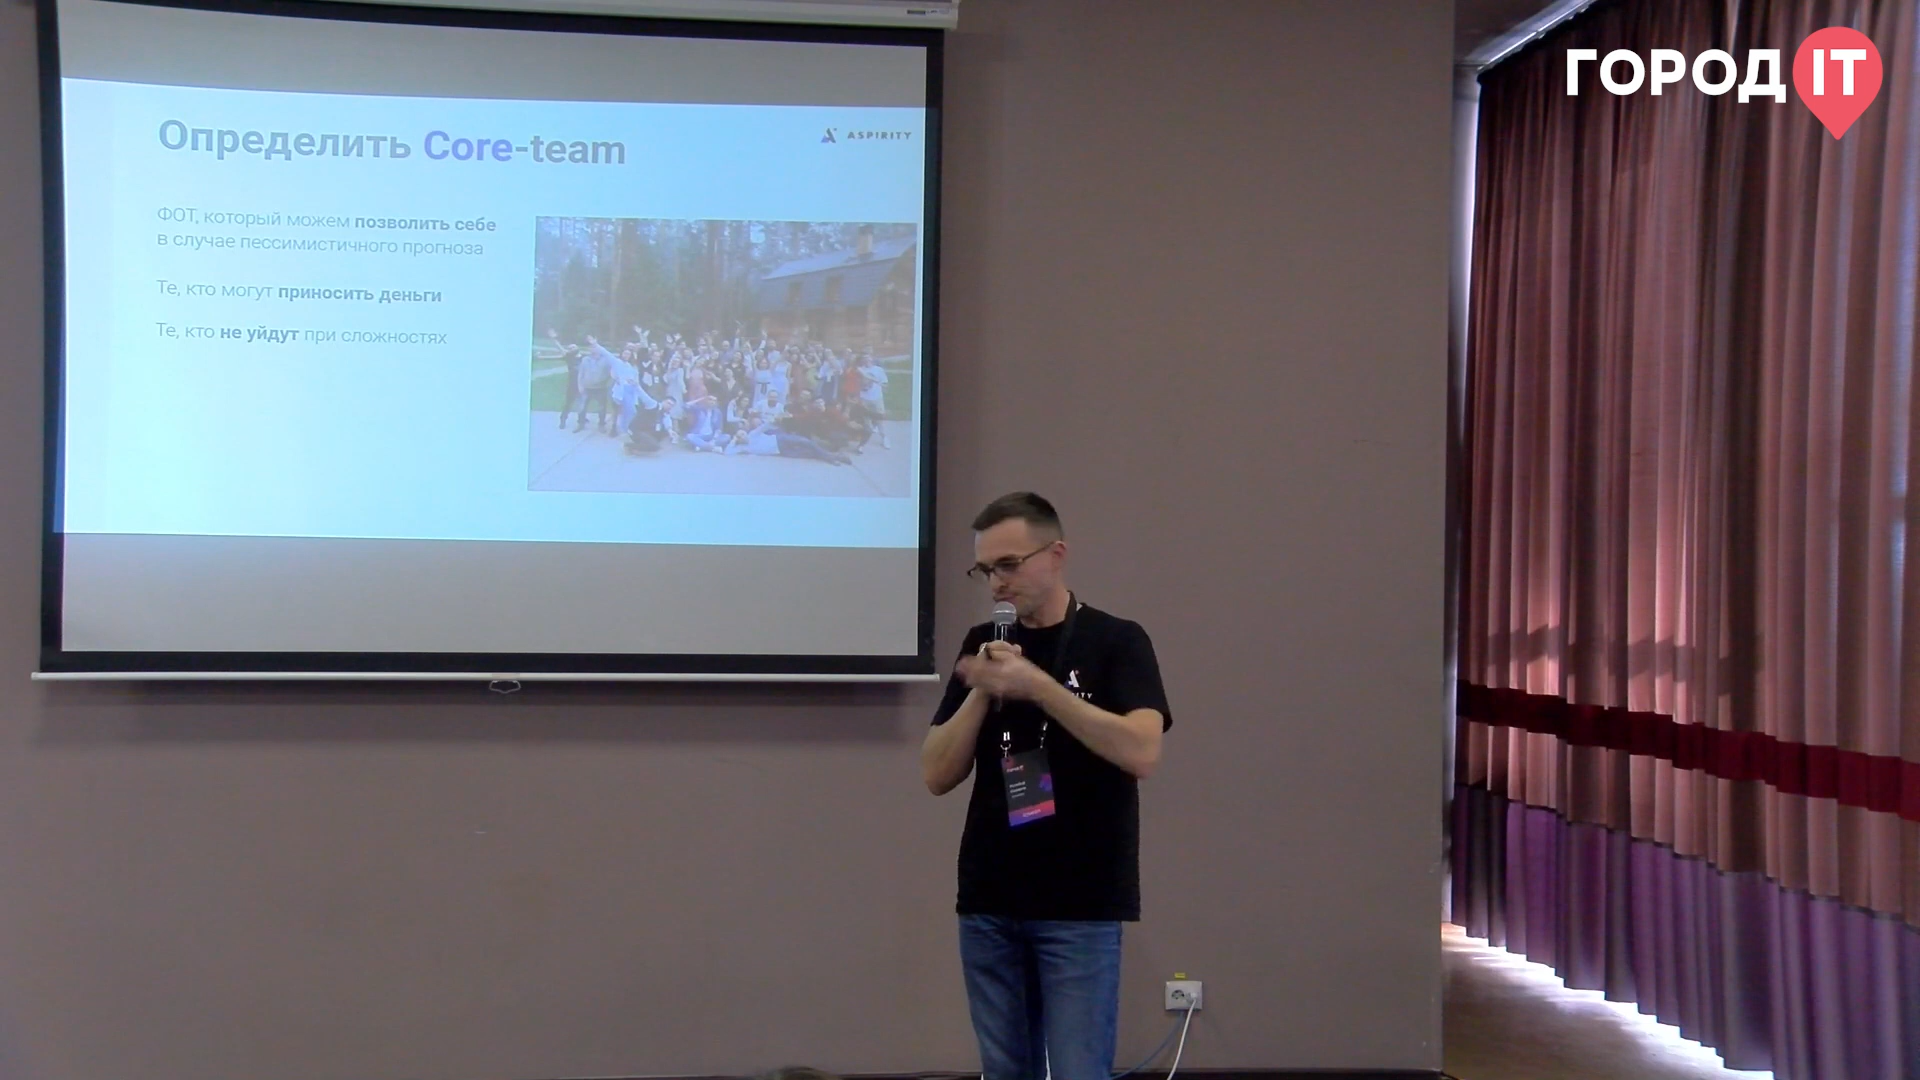 ГОРОД IT
Определить Core-team
ASPIRITY
ФОТ, который можем позволить себе
в случае пессимистичного прогноза
Те, кто могут приносить деньги
Те, кто не уйдут при сложностях